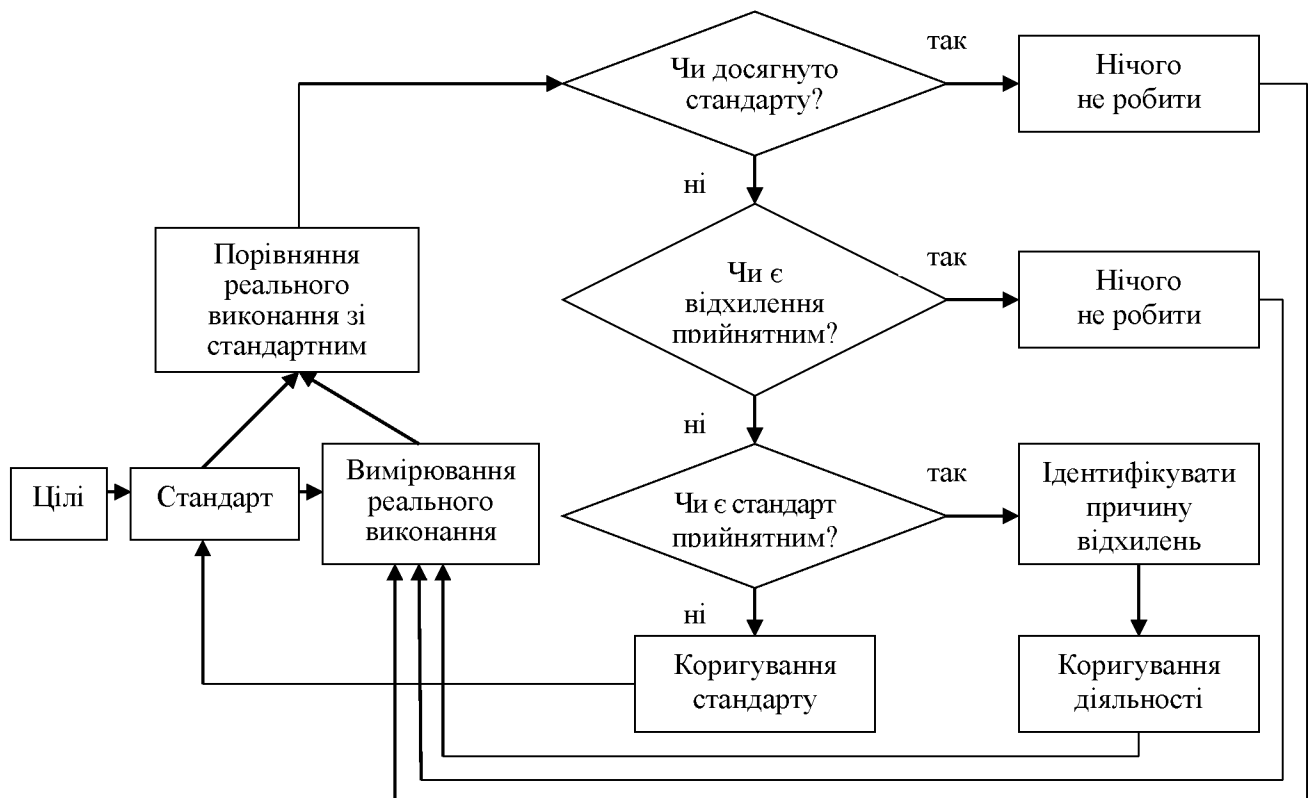 Чи досягнуто
стандарту?
так
Нічого
не робити
ні
Порівняння
реального
виконання зі
стандартним
Чи є
відхилення
прийнятним?
так
Нічого
не робити
ні
Цілі
Стандарт
Вимірювання
реального
виконання
Чи є стандарт
прийнятним?
так
Ідентифікувати
причину
відхилень
ні
Коригування
стандарту
Коригування
діяльності